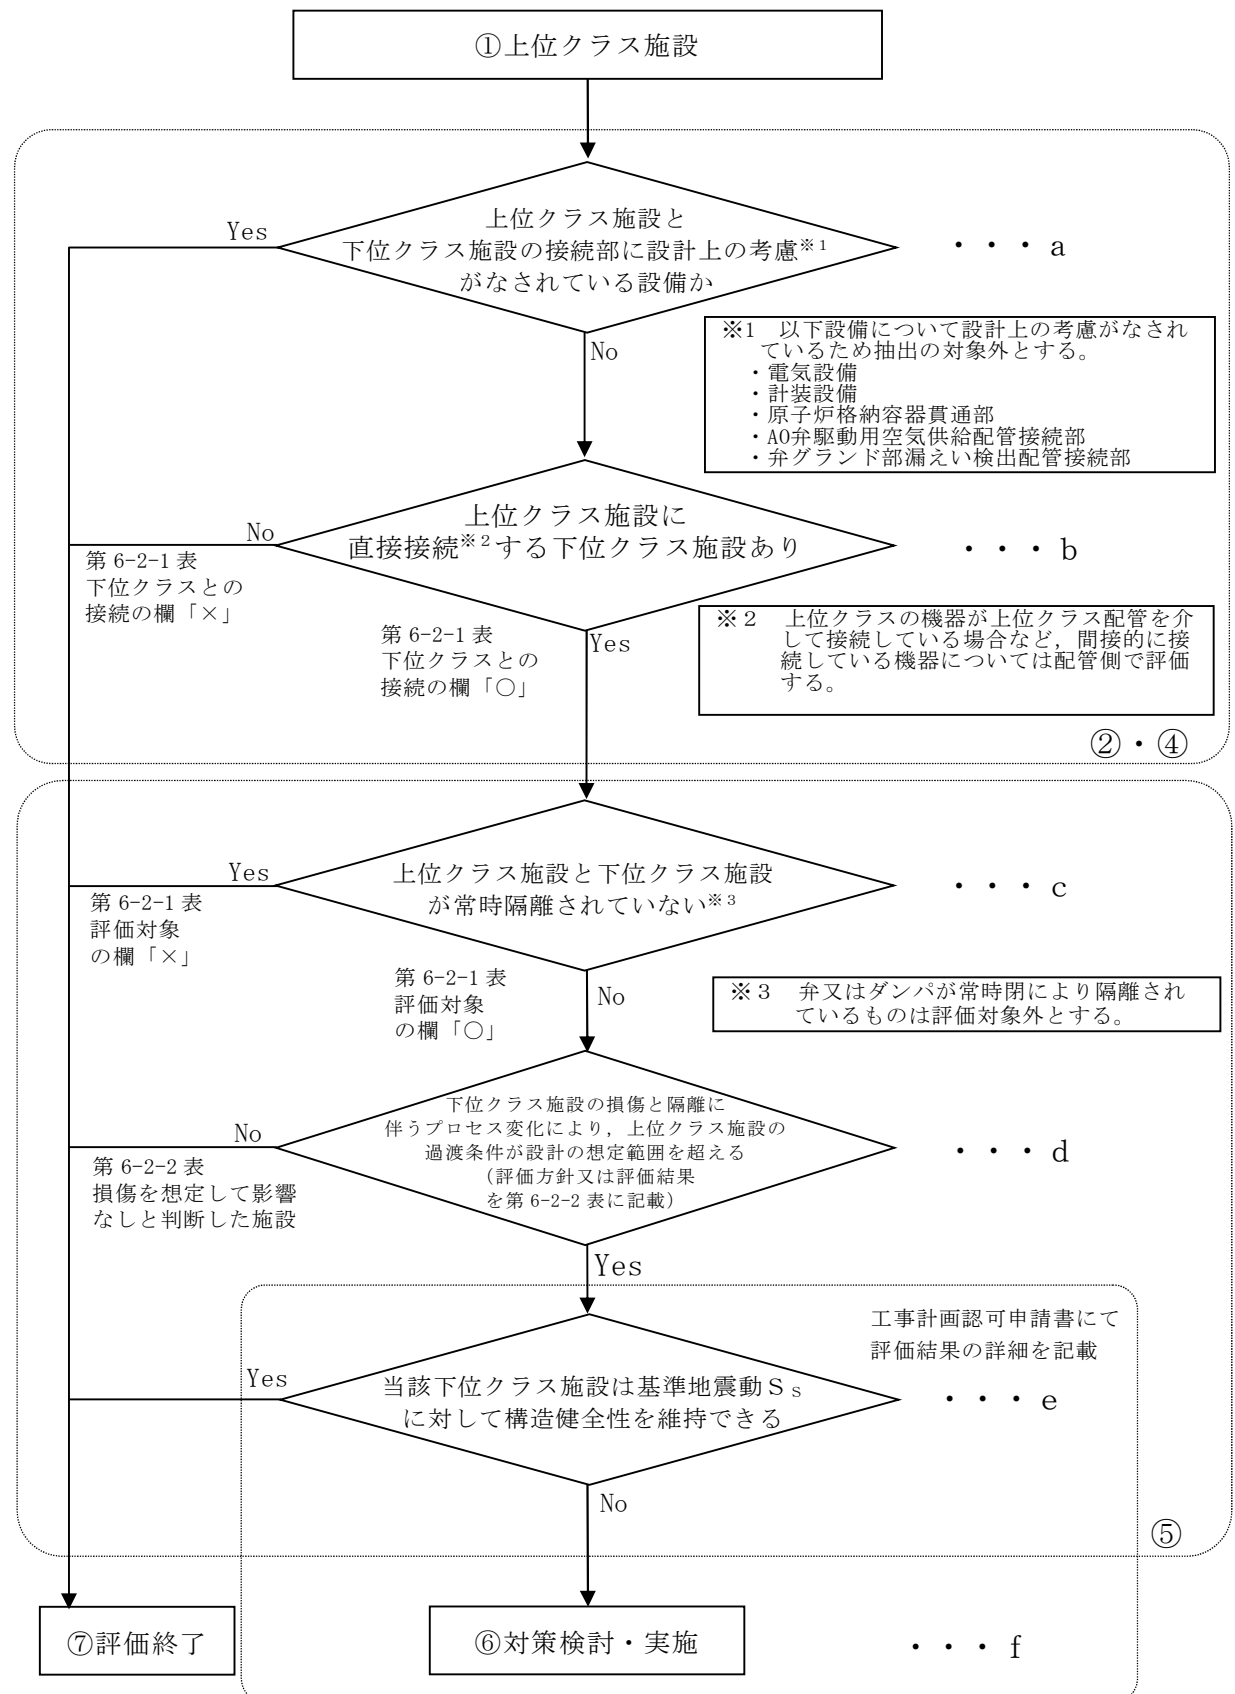 ①上位クラス施設
上位クラス施設と
下位クラス施設の接続部に設計上の考慮※1
がなされている設備か
Yes
・・・a
No
※1 以下設備について設計上の考慮がなされ
ているため抽出の対象外とする。
・電気設備
・計装設備
・原子炉格納容器貫通部
・AO弁駆動用空気供給配管接続部
・弁グランド部漏えい検出配管接続部
上位クラス施設に
直接接続※2する下位クラス施設あり
No
・・・b
第6-2-1表
下位クラスとの
接続の欄「×」
第6-2-1表
下位クラスとの
接続の欄「○」
Yes
※2 上位クラスの機器が上位クラス配管を介
して接続している場合など，間接的に接
続している機器については配管側で評価
する。
②・④
上位クラス施設と下位クラス施設
が常時隔離されていない※3
Yes
・・・c
第6-2-1表
評価対象
の欄「×」
第6-2-1表
評価対象
の欄「○」
No
※3 弁又はダンパが常時閉により隔離され
ているものは評価対象外とする。
下位クラス施設の損傷と隔離に
伴うプロセス変化により，上位クラス施設の
過渡条件が設計の想定範囲を超える
（評価方針又は評価結果
を第6-2-2表に記載）
No
・・・d
第6-2-2表
損傷を想定して影響
なしと判断した施設
Yes
工事計画認可申請書にて
評価結果の詳細を記載
当該下位クラス施設は基準地震動Ｓｓ
に対して構造健全性を維持できる
Yes
・・・e
No
⑤
⑦評価終了
⑥対策検討・実施
・・・f